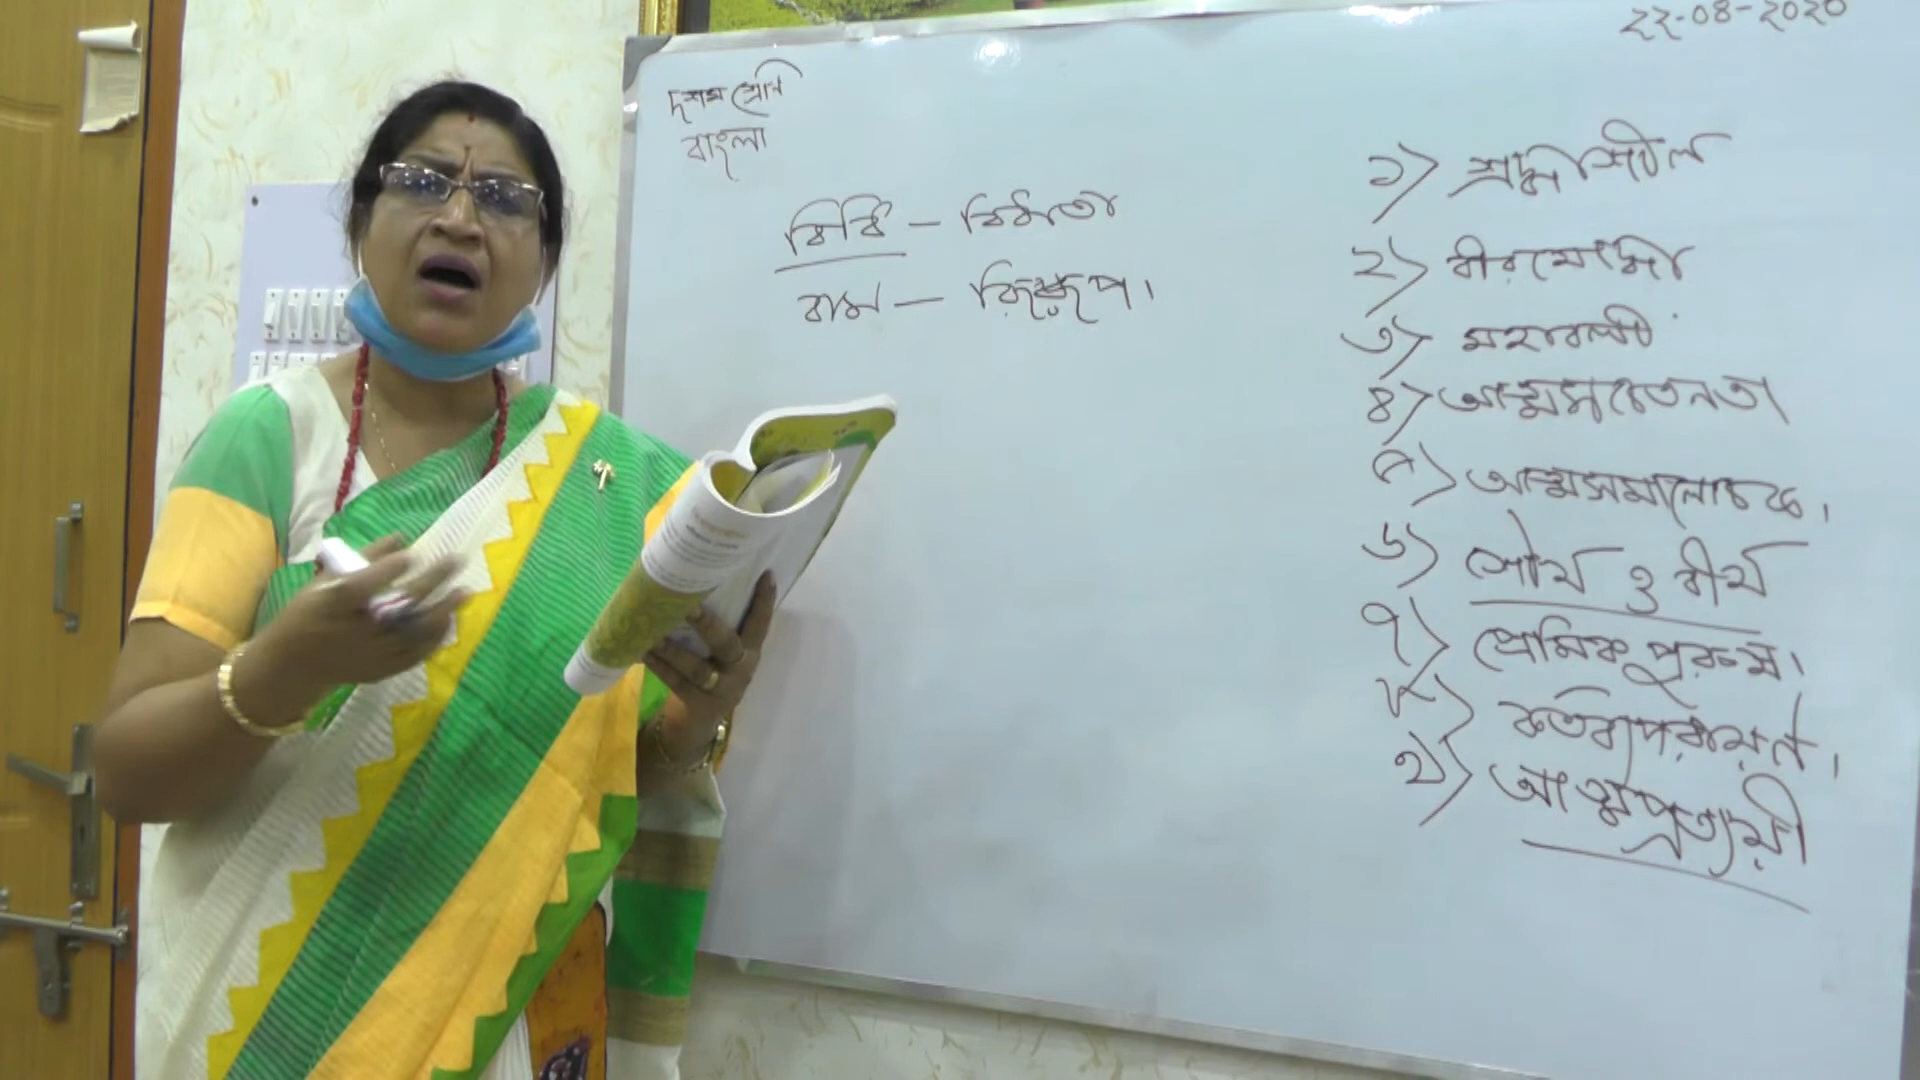 ২২-০৪-২০২০
দশম শ্রেণি
বাংলা
বিধি – বিধাতা
বাম – বিরূপ।
১) শ্রদ্ধাশীল
২) বীরযোদ্ধা
৩) মহাবলী
৪) আত্মসচেতনতা
৫) আত্মসমালোচক।
৬) শৌর্য ও বীর্য
৭) প্রেমিক পুরুষ।
৮) কর্তব্যপরায়ণ।
৯) আত্মপ্রত্যয়ী